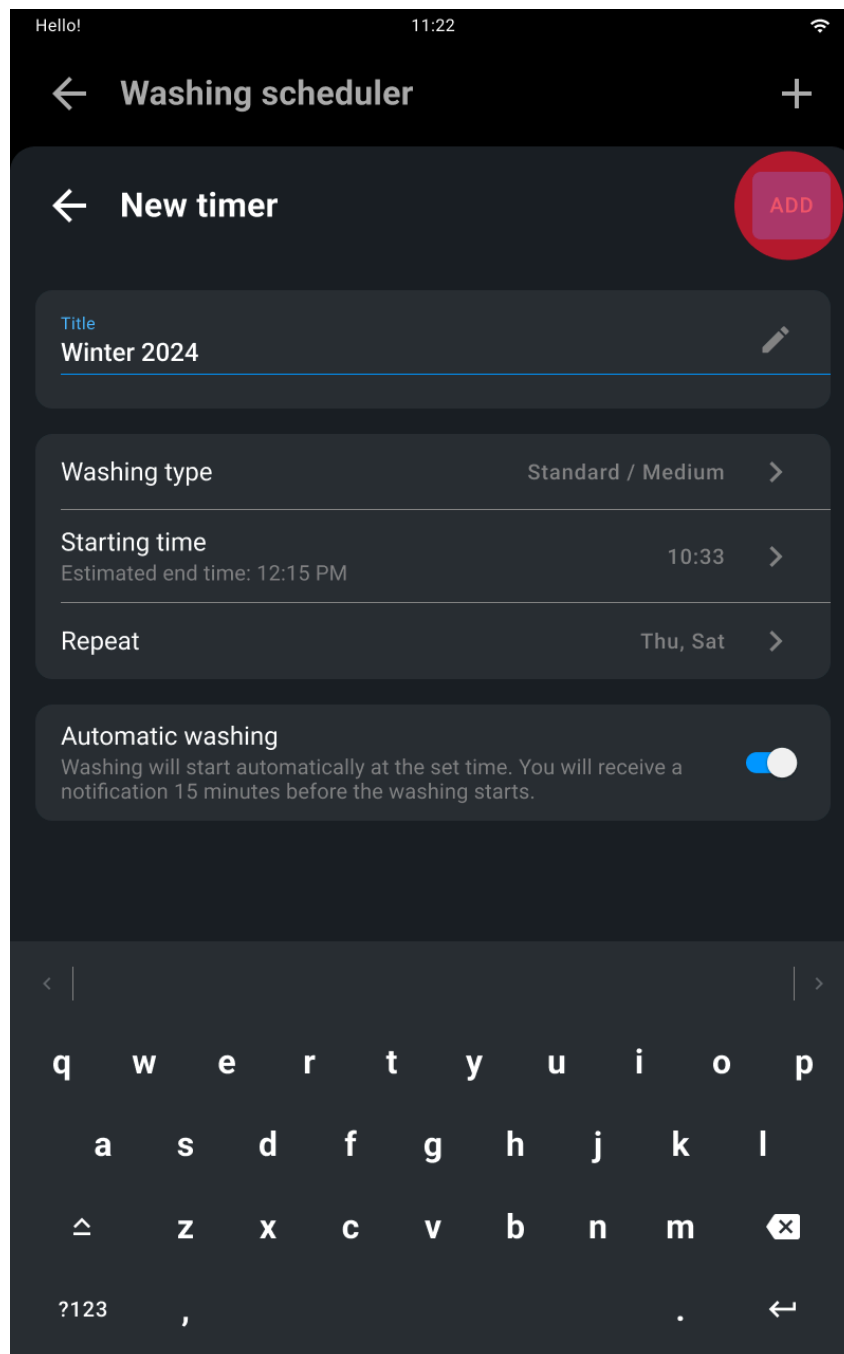 Hello! 11:22
Washing scheduler
New timer ADD
Title
Winter 2024
Washing type Standard / Medium
Starting time 10:33
Estimated end time: 12:15 PM
Repeat Thu, Sat
Automatic washing
Washing will start automatically at the set time. You will receive a
notification 15 minutes before the washing starts.
q w e r t y u i o p
a s d f g h j k l
z x c v b n m
?123 , .